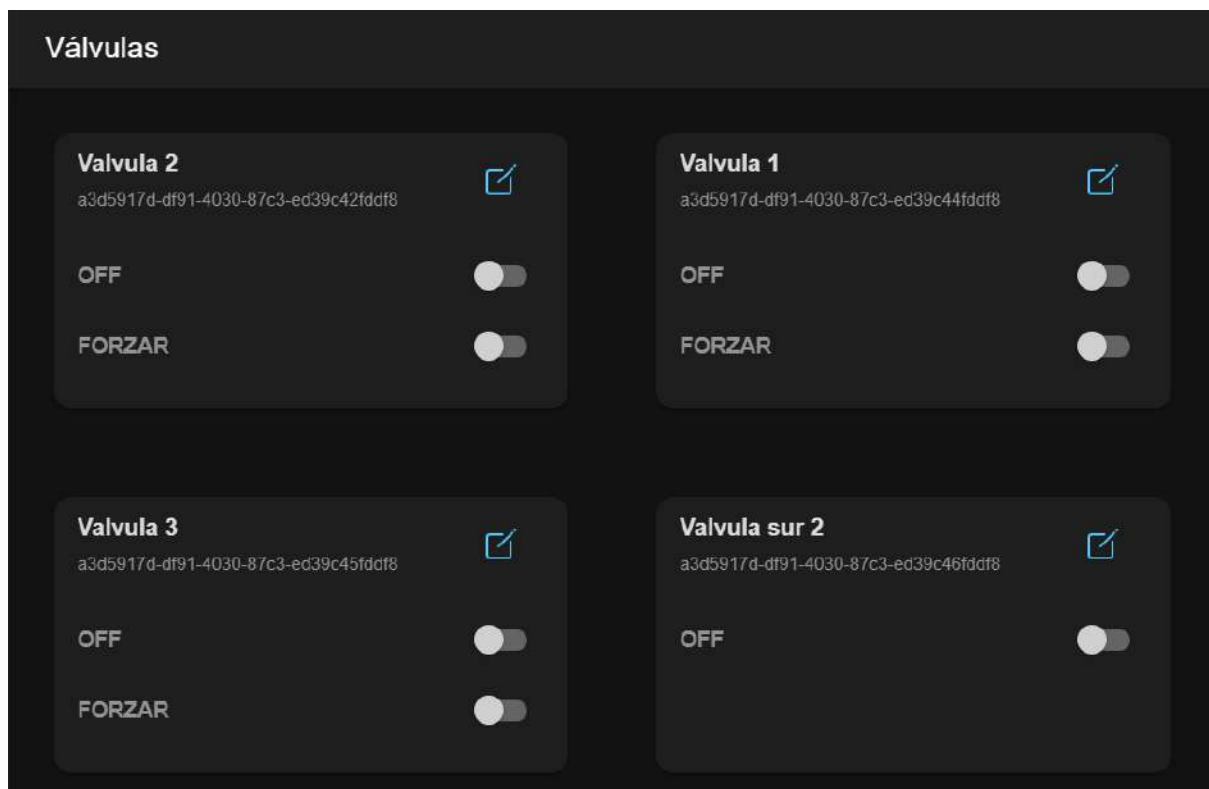 Válvulas
Valvula 2
a3d5917d-df91-4030-87c3-ed39c42fddf8
OFF
FORZAR
Valvula 1
a3d5917d-df91-4030-87c3-ed39c44fddf8
OFF
FORZAR
Valvula 3
a3d5917d-df91-4030-87c3-ed39c45fddf8
OFF
FORZAR
Valvula sur 2
a3d5917d-df91-4030-87c3-ed39c46fddf8
OFF